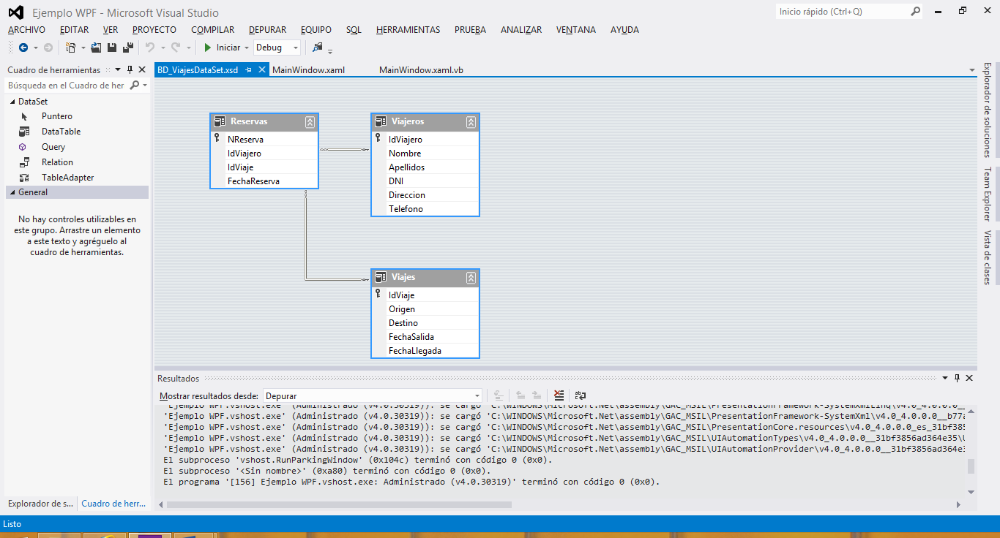 Ejemplo WPF - Microsoft Visual Studio
Inicio rápido (Ctrl+Q)
ARCHIVO EDITAR VER PROYECTO COMPILAR DEPURAR EQUIPO SQL HERRAMIENTAS PRUEBA ANALIZAR VENTANA AYUDA
Iniciar Debug
Cuadro de herramientas
Búsqueda en el Cuadro de her
DataSet
Puntero
DataTable
Query
Relation
TableAdapter
General
No hay controles utilizables en
este grupo. Arrastre un elemento
a este texto y agréguelo al
cuadro de herramientas.
Explorador de s...
Cuadro de herr...
BD_ViajesDataSet.xsd
MainWindow.xaml
MainWindow.xaml.vb
Reservas
NReserva
IdViajero
IdViaje
FechaReserva
Viajeros
IdViajero
Nombre
Apellidos
DNI
Direccion
Telefono
Viajes
IdViaje
Origen
Destino
FechaSalida
FechaLlegada
Explorador de soluciones
Team Explorer
Vista de clases
Resultados
Mostrar resultados desde: Depurar
'Ejemplo WPF.vshost.exe' (Administrado (v4.0.30319)): se cargó 'C:\WINDOWS\Microsoft.Net\assembly\GAC_MSIL\PresentationFramework-SystemXmlLinq\v4.0_4.0.0.0__
'Ejemplo WPF.vshost.exe' (Administrado (v4.0.30319)): se cargó 'C:\WINDOWS\Microsoft.Net\assembly\GAC_MSIL\PresentationFramework-SystemXml\v4.0_4.0.0.0__b77a
'Ejemplo WPF.vshost.exe' (Administrado (v4.0.30319)): se cargó 'C:\WINDOWS\Microsoft.Net\assembly\GAC_MSIL\PresentationCore.resources\v4.0_4.0.0.0_es_31bf385
'Ejemplo WPF.vshost.exe' (Administrado (v4.0.30319)): se cargó 'C:\WINDOWS\Microsoft.Net\assembly\GAC_MSIL\UIAutomationTypes\v4.0_4.0.0.0__31bf3856ad364e35\U
'Ejemplo WPF.vshost.exe' (Administrado (v4.0.30319)): se cargó 'C:\WINDOWS\Microsoft.Net\assembly\GAC_MSIL\UIAutomationProvider\v4.0_4.0.0.0__31bf3856ad364e3
El subproceso 'vshost.RunParkingWindow' (0x104c) terminó con código 0 (0x0).
El subproceso '<Sin nombre>' (0xa80) terminó con código 0 (0x0).
El programa '[156] Ejemplo WPF.vshost.exe: Administrado (v4.0.30319)' terminó con código 0 (0x0).
Listo